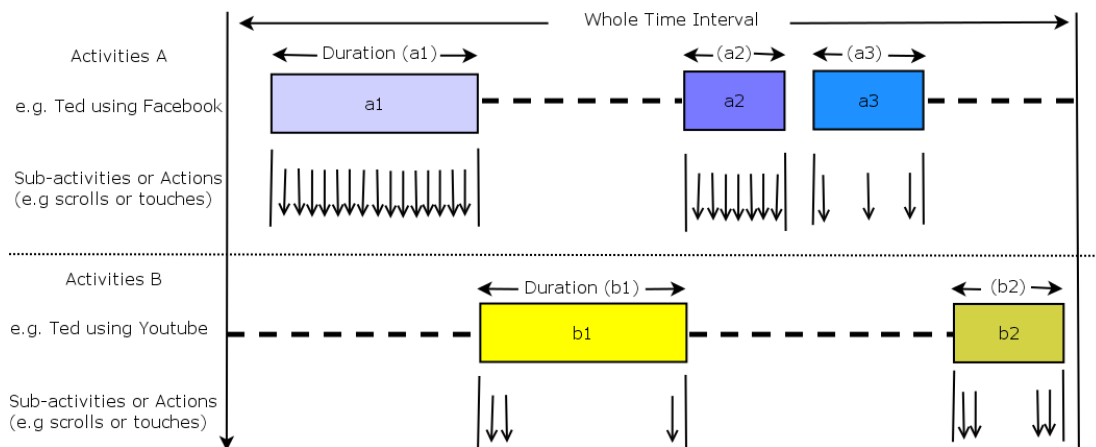 Whole Time Interval
Activities A
Duration (a1)
(a2)
(a3)
e.g. Ted using Facebook
a1
a2
a3
Sub-activities or Actions
(e.g scrolls or touches)
Activities B
Duration (b1)
(b2)
e.g. Ted using Youtube
b1
b2
Sub-activities or Actions
(e.g scrolls or touches)